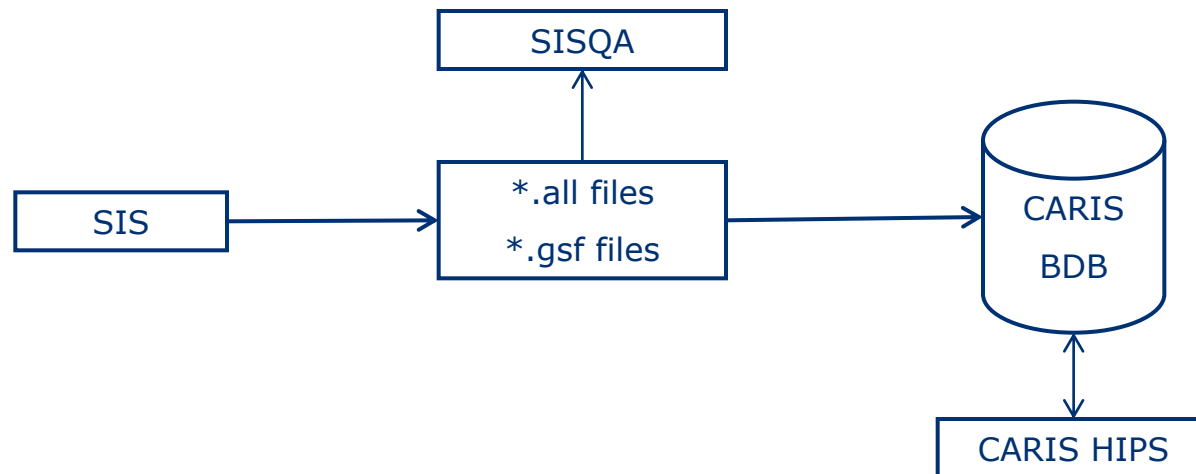 SISQA
SIS
*.all files
*.gsf files
CARIS
BDB
CARIS HIPS